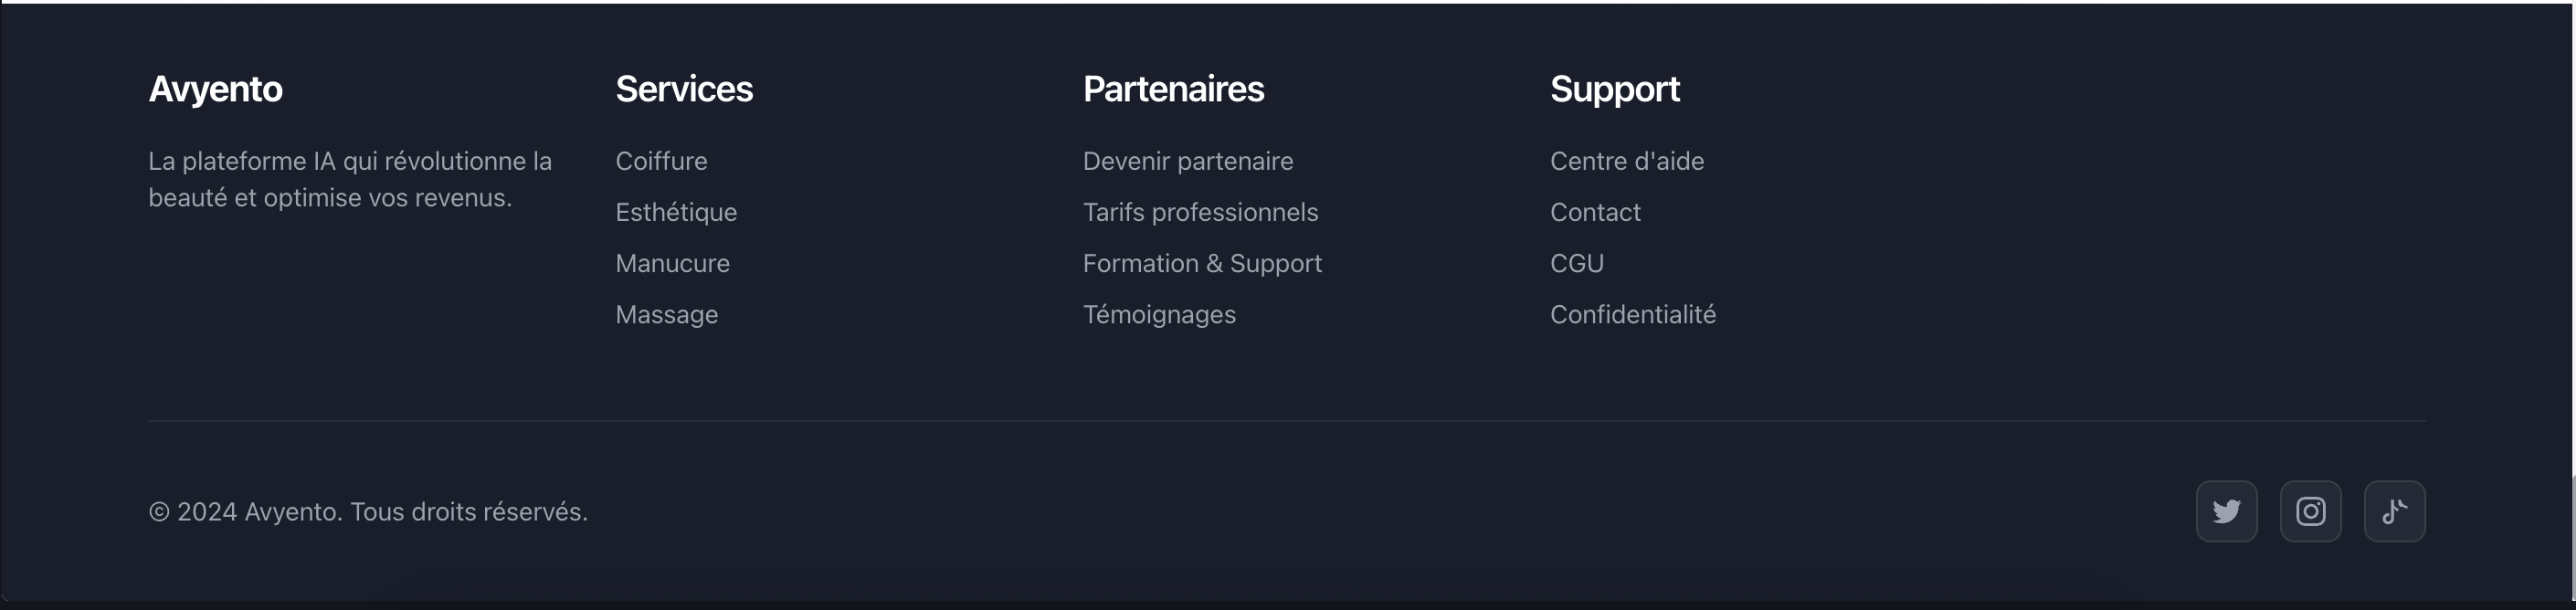 Avyento
La plateforme IA qui révolutionne la
beauté et optimise vos revenus.
Services
Coiffure
Esthétique
Manucure
Massage
Partenaires
Devenir partenaire
Tarifs professionnels
Formation & Support
Témoignages
Support
Centre d'aide
Contact
CGU
Confidentialité
© 2024 Avyento. Tous droits réservés.